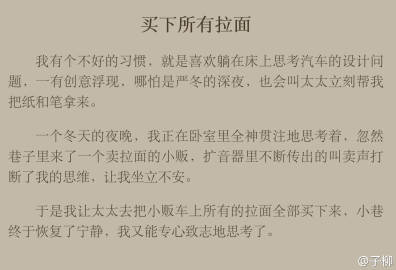 买下所有拉面
我有个不好的习惯，就是喜欢躺在床上思考汽车的设计问
题，一有创意浮现，哪怕是严冬的深夜，也会叫太太立刻帮我
把纸和笔拿来。
一个冬天的夜晚，我正在卧室里全神贯注地思考着，忽然
巷子里来了一个卖拉面的小贩，扩音器里不断传出的叫卖声打
断了我的思维，让我坐立不安。
于是我让太太去把小贩车上所有的拉面全部买下来，小巷
终于恢复了宁静，我又能专心致志地思考了。
@子柳